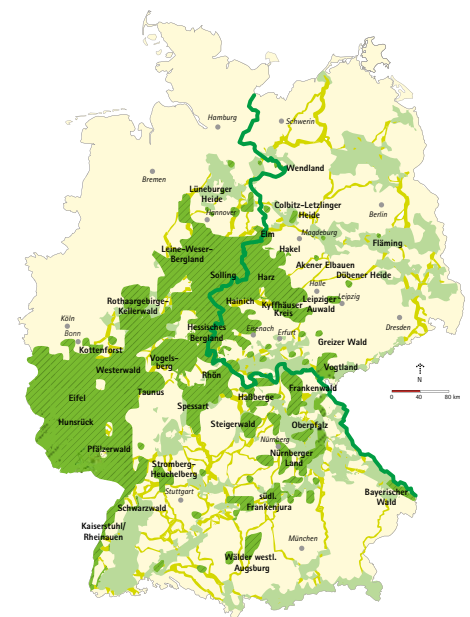 Hamburg
Schwerin
Bremen
Wendland
Lüneburger
Heide
Hannover
Colbitz-Letzlinger
Heide
Berlin
Elm
Magdeburg
Leine-Weser-
Bergland
Hakel
Fläming
Akener Elbauen
Solling
Harz
Dübener Heide
Halle
Rothaargebirge-
Kellerwald
Hainich
Kyffhäuser
Kreis
Leipziger
Auwald
Leipzig
Köln
Bonn
Hessisches
Bergland
Eisenach
Erfurt
Dresden
Kottenforst
Greizer Wald
Vogels-
berg
Westerwald
Rhön
Vogtland
N
0
40
80 km
Taunus
Frankenwald
Eifel
Spessart
Haßberge
Hunsrück
Steigerwald
Oberpfalz
Nürnberg
Pfälzerwald
Nürnberger
Land
Stromberg-
Heuchelberg
Stuttgart
Bayerischer
Wald
Schwarzwald
südl.
Frankenjura
Kaiserstuhl/
Rheinauen
München
Wälder westl.
Augsburg